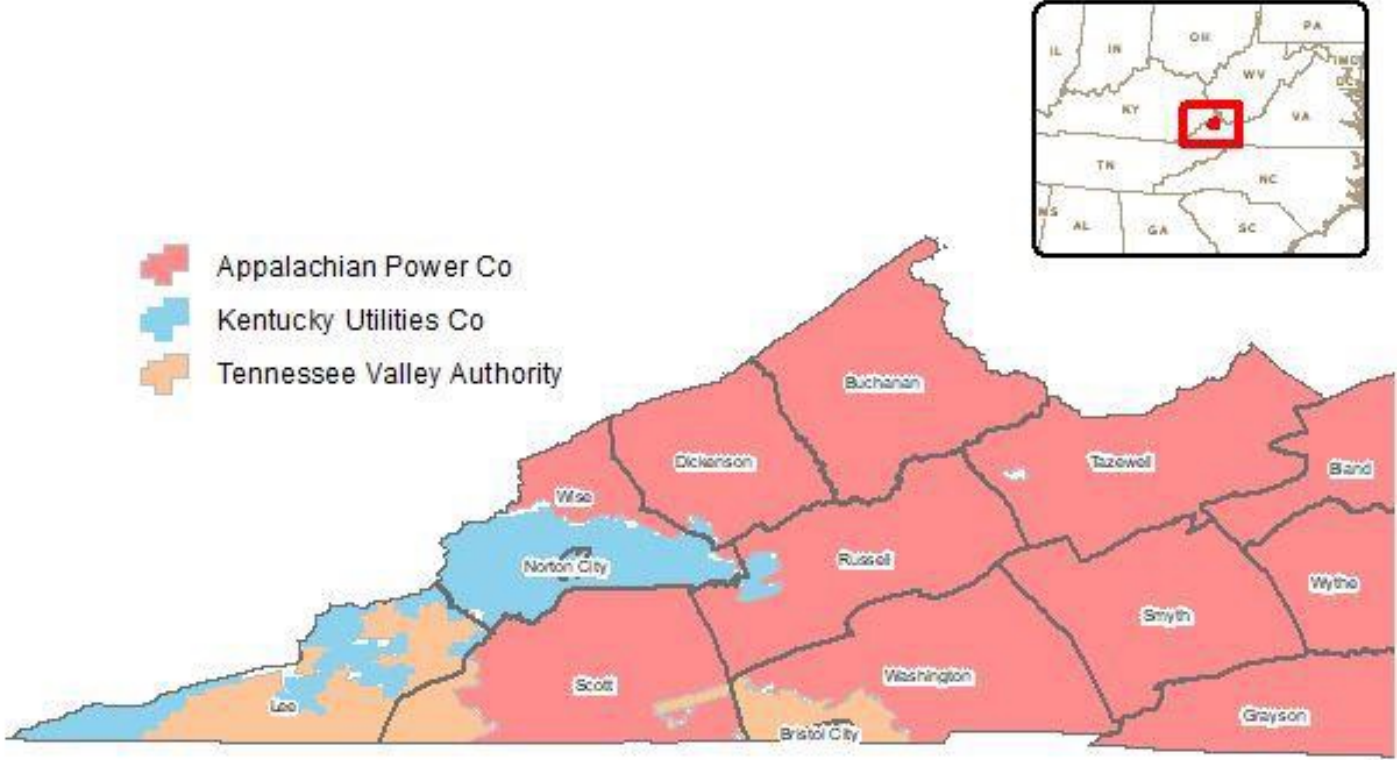 IL
IN
OH
PA
WV
KY
VA
TN
NC
MS
AL
GA
SC
Appalachian Power Co
Kentucky Utilities Co
Tennessee Valley Authority
Buchanan
Dickenson
Tazewell
Bland
Wise
Norton City
Russell
Wythe
Smyth
Scott
Washington
Lee
Grayson
Bristol City